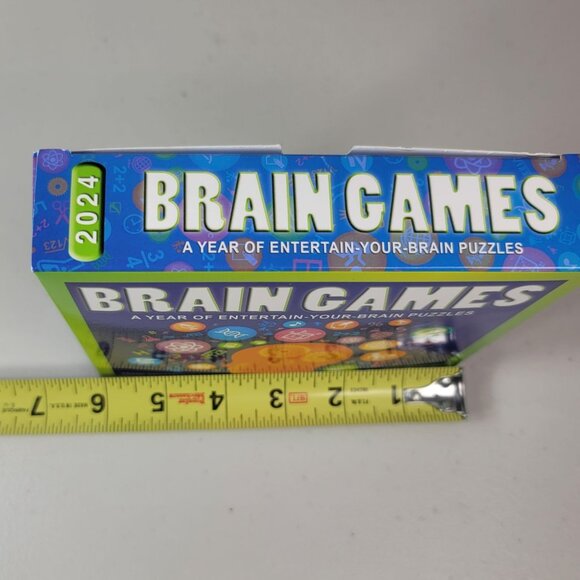 2024
BRAIN GAMES
A YEAR OF ENTERTAIN-YOUR-BRAIN PUZZLES
BRAIN GAMES
A YEAR OF ENTERTAIN-YOUR-BRAIN PUZZLES
7 6 5 4 3 2 1